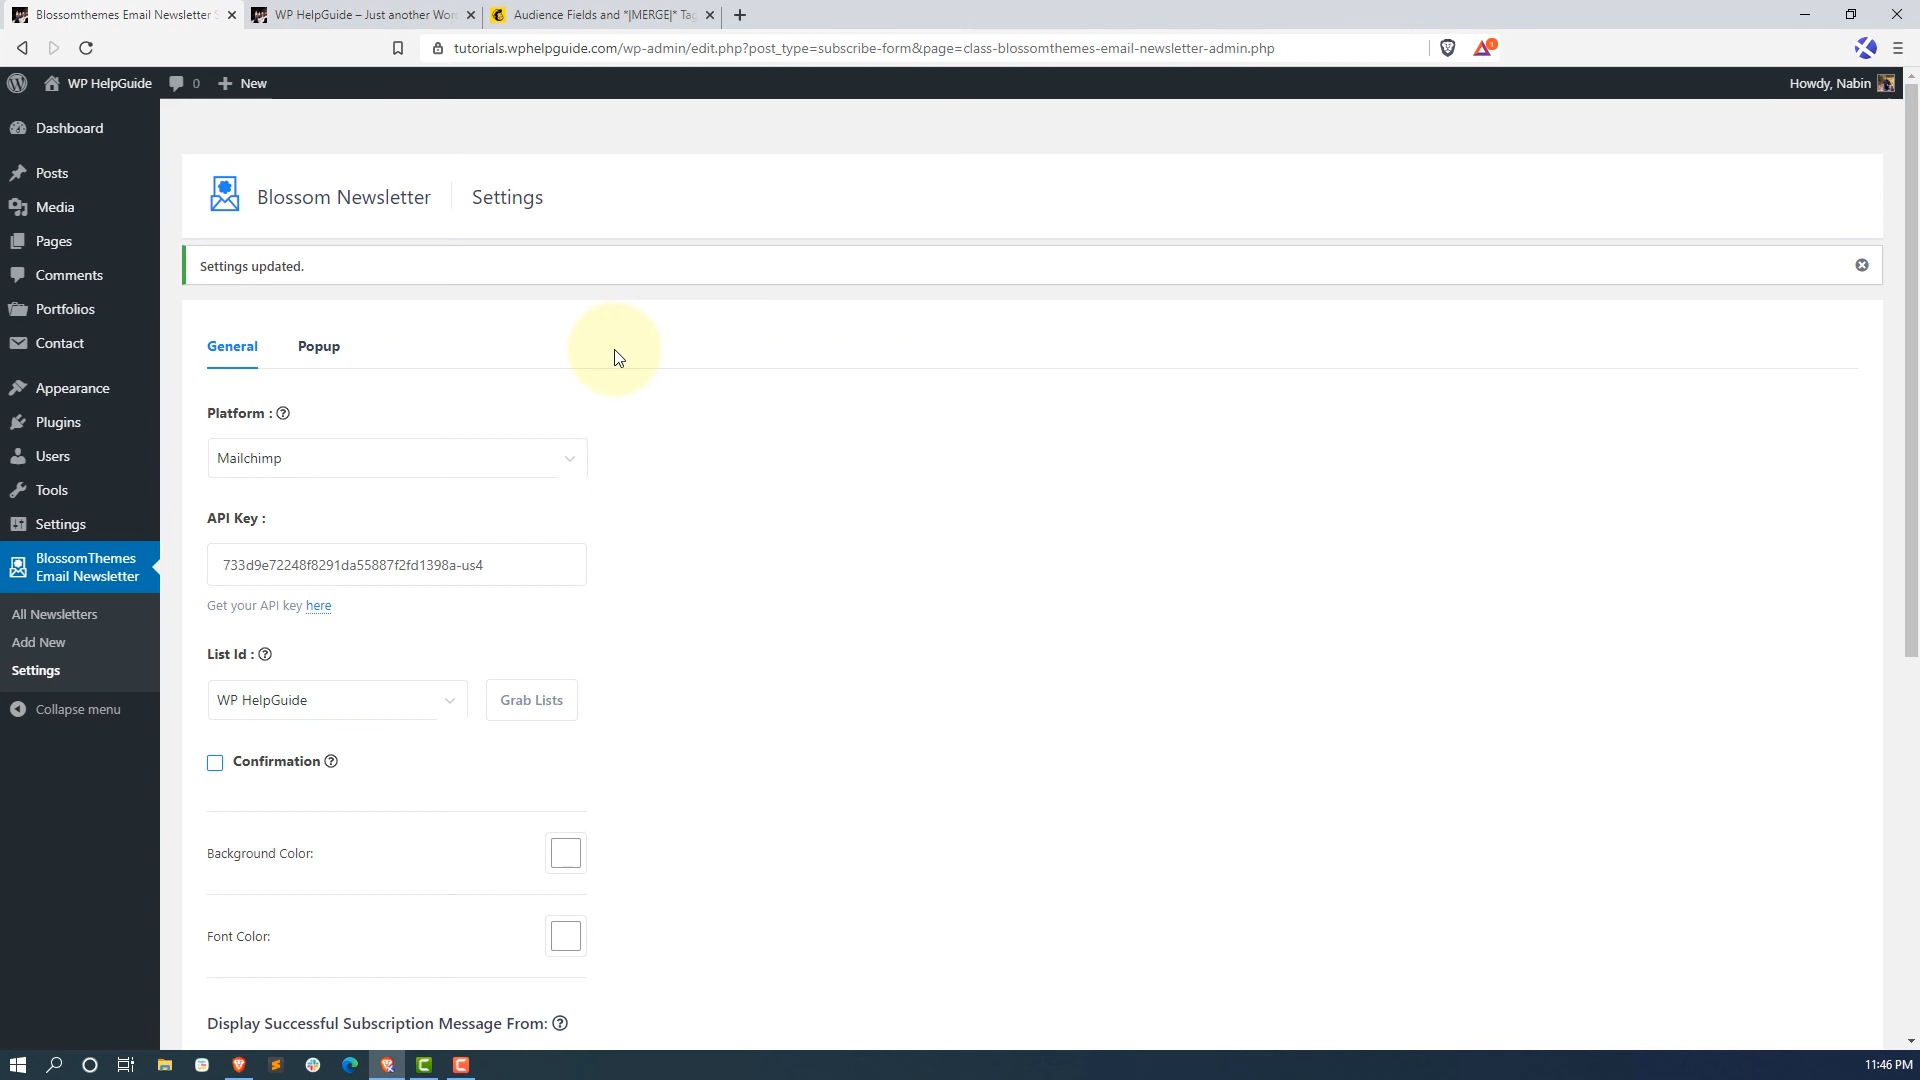 Blossomthemes Email Newsletter S
WP HelpGuide – Just another Wor
Audience Fields and *|MERGE|* Ta
tutorials.wphelpguide.com/wp-admin/edit.php?post_type=subscribe-form&page=class-blossomthemes-email-newsletter-admin.php
1
WP HelpGuide
0
New
Howdy, Nabin
Dashboard
Posts
Media
Pages
Comments
Portfolios
Contact
Appearance
Plugins
Users
Tools
Settings
BlossomThemes
Email Newsletter
All Newsletters
Add New
Settings
Collapse menu
Blossom Newsletter
Settings
Settings updated.
General
Popup
Platform :
Mailchimp
API Key :
733d9e72248f8291da55887f2fd1398a-us4
Get your API key here
List Id :
WP HelpGuide
Grab Lists
Confirmation
Background Color:
Font Color:
Display Successful Subscription Message From:
11:46 PM